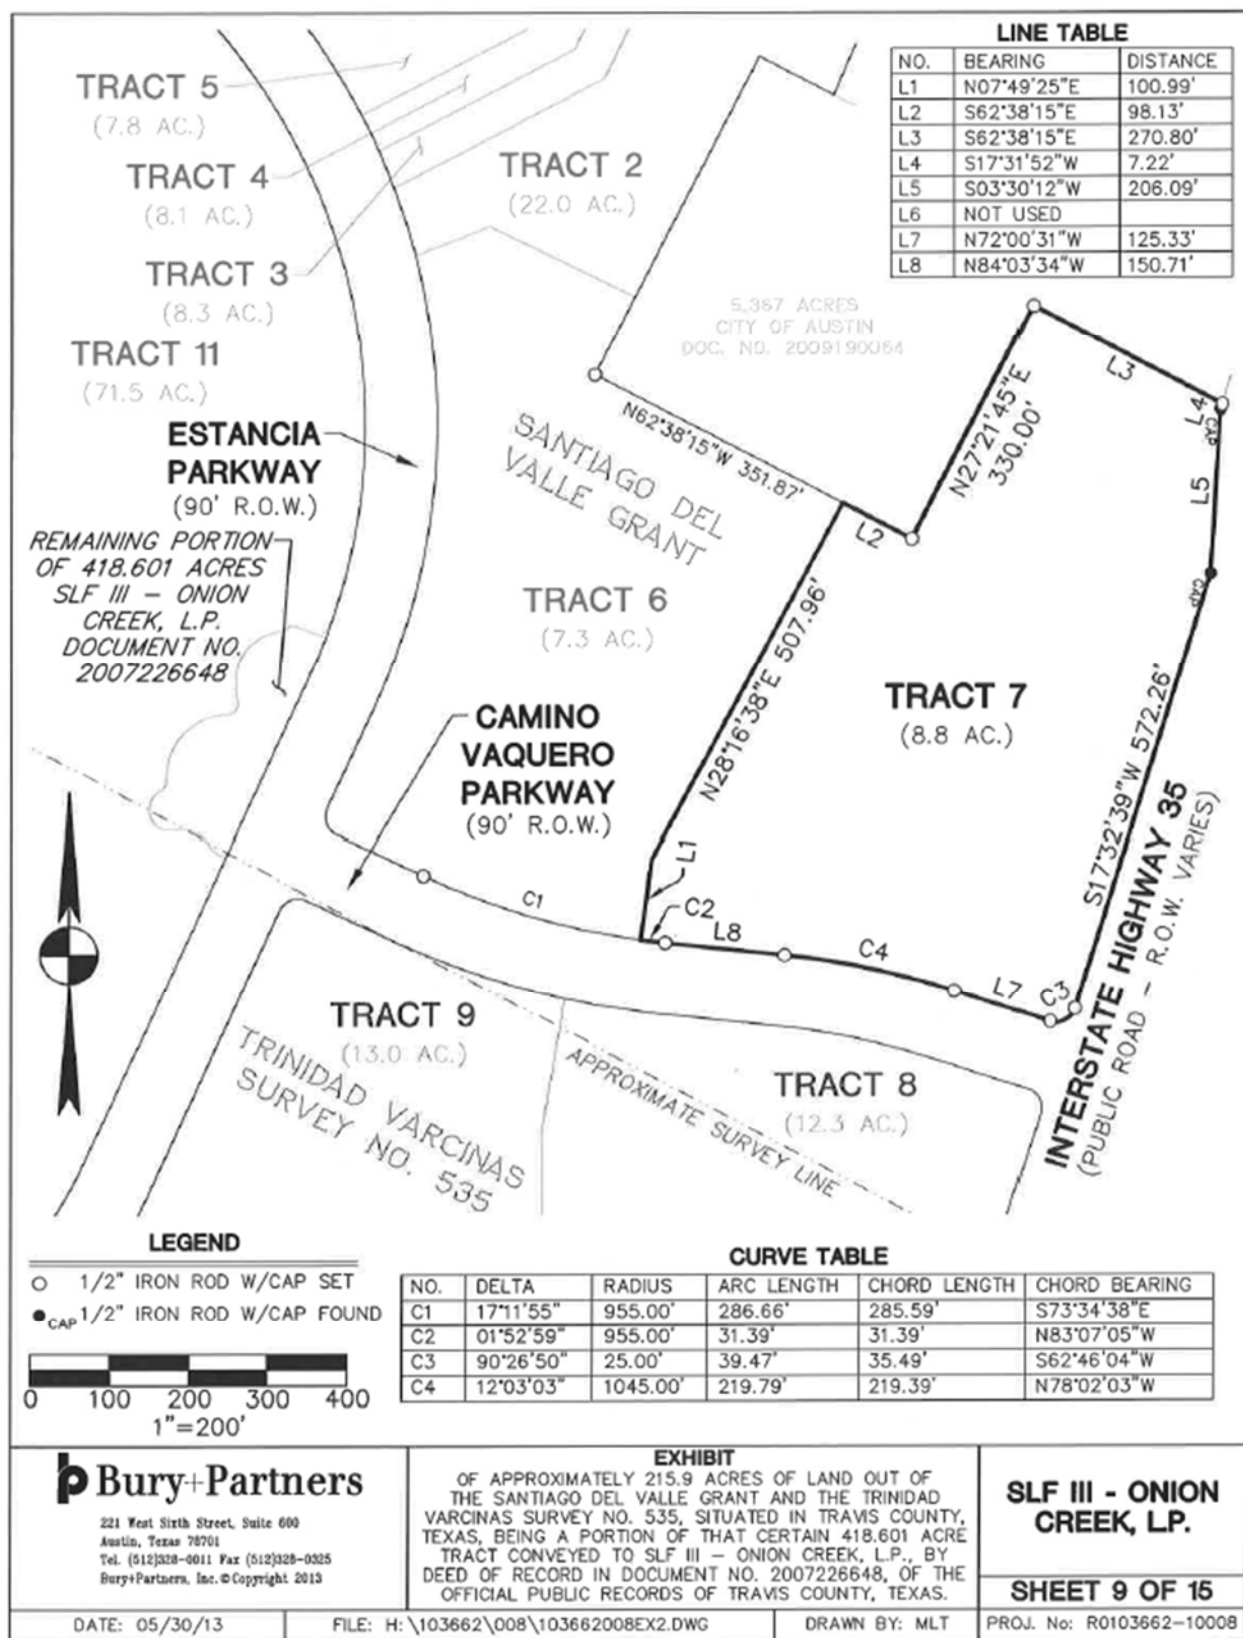 LINE TABLE
NO. BEARING DISTANCE
L1 N07°49'25"E 100.99'
L2 S62°38'15"E 98.13'
L3 S62°38'15"E 270.80'
L4 S17°31'52"W 7.22'
L5 S03°30'12"W 206.09'
L6 NOT USED
L7 N72°00'31"W 125.33'
L8 N84°03'34"W 150.71'
TRACT 5
(7.8 AC.)
TRACT 4
(8.1 AC.)
TRACT 3
(8.3 AC.)
TRACT 11
(71.5 AC.)
TRACT 2
(22.0 AC.)
5.367 ACRES
CITY OF AUSTIN
DOC. NO. 2009190064
ESTANCIA
PARKWAY
(90' R.O.W.)
REMAINING PORTION
OF 418.601 ACRES
SLF III – ONION
CREEK, L.P.
DOCUMENT NO.
2007226648
N62°38'15"W 351.87'
SANTIAGO DEL
VALLE GRANT
L2
N27°21'45"E
330.00'
L3
L4
CAP
L5
CAP
TRACT 6
(7.3 AC.)
N28°16'38"E 507.96'
TRACT 7
(8.8 AC.)
S17°32'39"W 572.26'
INTERSTATE HIGHWAY 35
(PUBLIC ROAD – R.O.W. VARIES)
CAMINO
VAQUERO
PARKWAY
(90' R.O.W.)
L1
C1
C2
L8
C4
L7
C3
TRACT 9
(13.0 AC.)
TRINIDAD VARCINAS
SURVEY NO. 535
APPROXIMATE SURVEY LINE
TRACT 8
(12.3 AC.)
LEGEND
1/2" IRON ROD W/CAP SET
CAP 1/2" IRON ROD W/CAP FOUND
0 100 200 300 400
1"=200'
CURVE TABLE
NO. DELTA RADIUS ARC LENGTH CHORD LENGTH CHORD BEARING
C1 17°11'55" 955.00' 286.66' 285.59' S73°34'38"E
C2 01°52'59" 955.00' 31.39' 31.39' N83°07'05"W
C3 90°26'50" 25.00' 39.47' 35.49' S62°46'04"W
C4 12°03'03" 1045.00' 219.79' 219.39' N78°02'03"W
Bury+Partners
221 West Sixth Street, Suite 600
Austin, Texas 78701
Tel. (512)328-0011 Fax (512)328-0325
Bury+Partners, Inc. © Copyright 2013
EXHIBIT
OF APPROXIMATELY 215.9 ACRES OF LAND OUT OF
THE SANTIAGO DEL VALLE GRANT AND THE TRINIDAD
VARCINAS SURVEY NO. 535, SITUATED IN TRAVIS COUNTY,
TEXAS, BEING A PORTION OF THAT CERTAIN 418.601 ACRE
TRACT CONVEYED TO SLF III – ONION CREEK, L.P., BY
DEED OF RECORD IN DOCUMENT NO. 2007226648, OF THE
OFFICIAL PUBLIC RECORDS OF TRAVIS COUNTY, TEXAS.
SLF III - ONION
CREEK, L.P.
SHEET 9 OF 15
DATE: 05/30/13
FILE: H:\103662\008\103662008EX2.DWG
DRAWN BY: MLT
PROJ. No: R0103662-10008